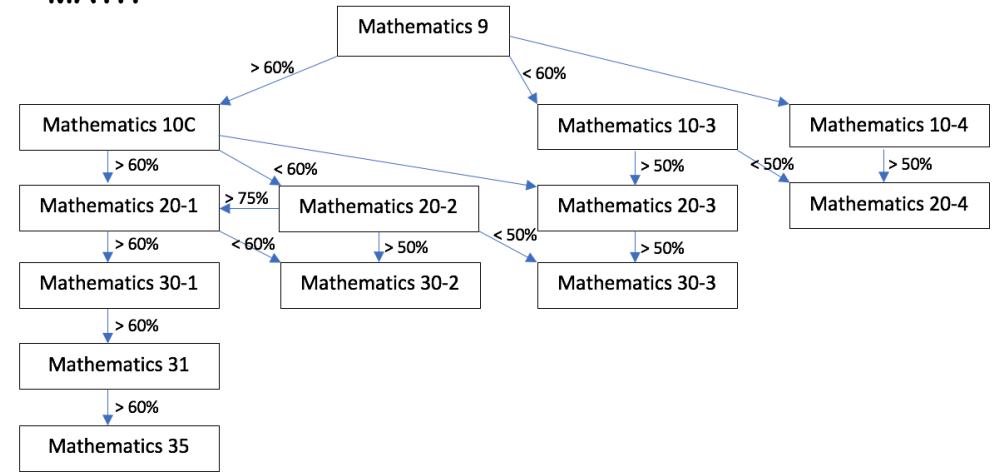 Mathematics 9
> 60%
< 60%
Mathematics 10C
Mathematics 10-3
Mathematics 10-4
> 60%
< 60%
> 50%
< 50%
> 50%
Mathematics 20-1
> 75%
Mathematics 20-2
Mathematics 20-3
Mathematics 20-4
> 60%
< 60%
> 50%
< 50%
> 50%
Mathematics 30-1
Mathematics 30-2
Mathematics 30-3
> 60%
Mathematics 31
> 60%
Mathematics 35